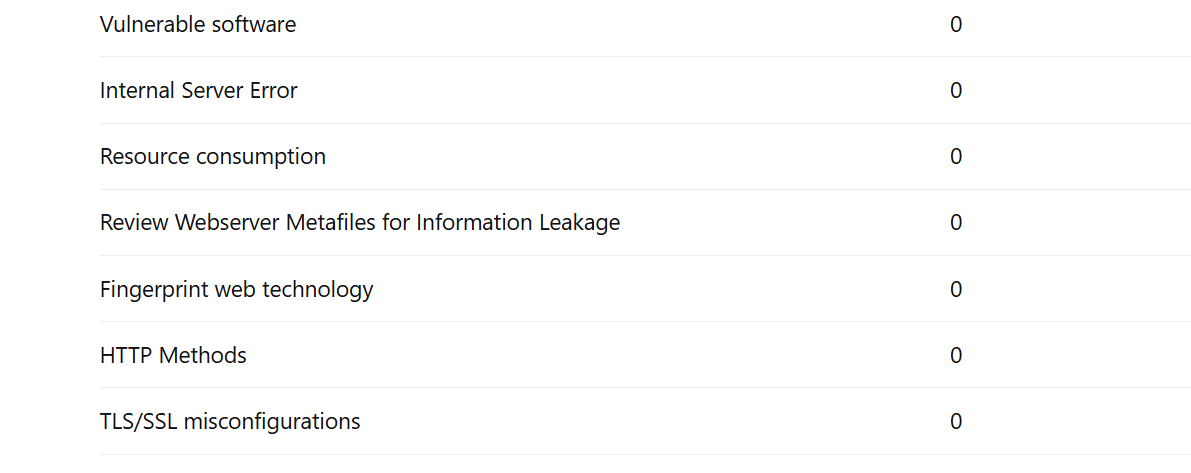 Vulnerable software 0
Internal Server Error 0
Resource consumption 0
Review Webserver Metafiles for Information Leakage 0
Fingerprint web technology 0
HTTP Methods 0
TLS/SSL misconfigurations 0